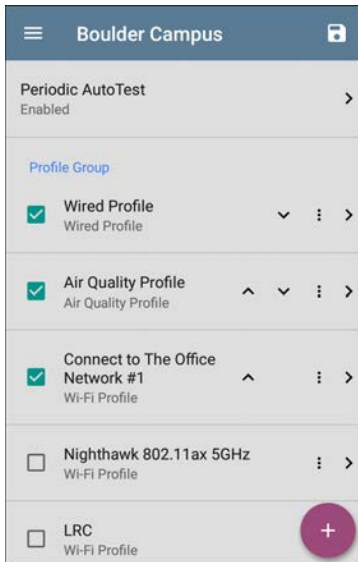 Boulder Campus
Periodic AutoTest
Enabled
Profile Group
Wired Profile
Wired Profile
Air Quality Profile
Air Quality Profile
Connect to The Office
Network #1
Wi-Fi Profile
Nighthawk 802.11ax 5GHz
Wi-Fi Profile
LRC
Wi-Fi Profile